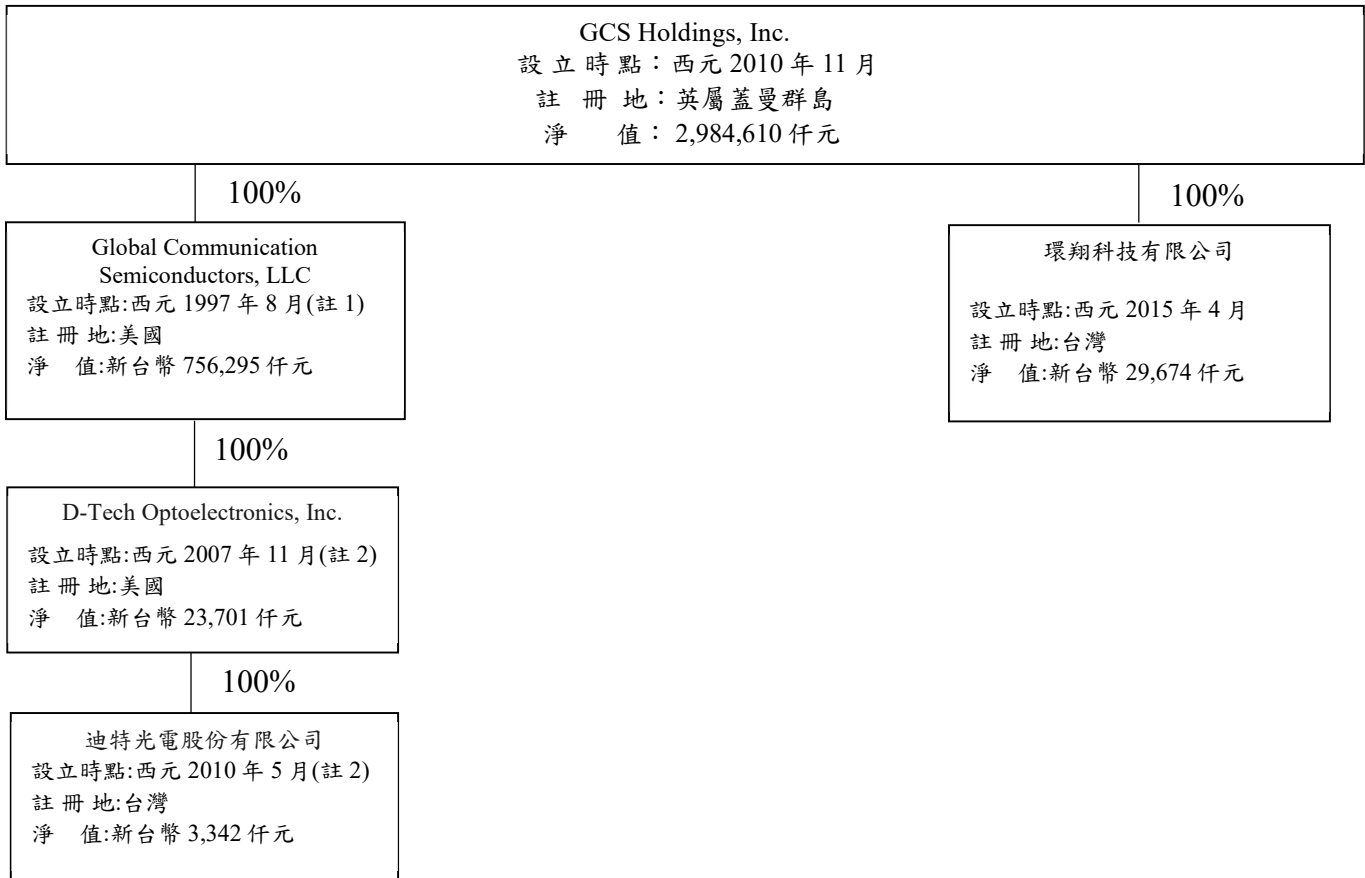 GCS Holdings, Inc.
設 立 時 點：西元 2010 年 11 月
註 冊 地：英屬蓋曼群島
淨 值： 2,984,610 仟元
100%
100%
Global Communication
Semiconductors, LLC
設立時點:西元 1997 年 8 月(註 1)
註 冊 地:美國
淨 值:新台幣 756,295 仟元
環翔科技有限公司
設立時點:西元 2015 年 4 月
註 冊 地:台灣
淨 值:新台幣 29,674 仟元
100%
D-Tech Optoelectronics, Inc.
設立時點:西元 2007 年 11 月(註 2)
註 冊 地:美國
淨 值:新台幣 23,701 仟元
100%
迪特光電股份有限公司
設立時點:西元 2010 年 5 月(註 2)
註 冊 地:台灣
淨 值:新台幣 3,342 仟元